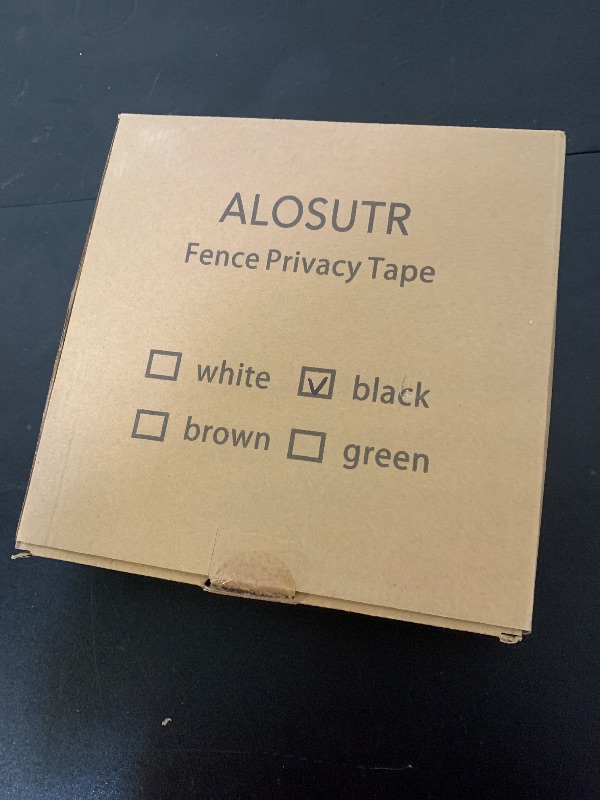 ALOSUTR
Fence Privacy Tape
white black
brown green